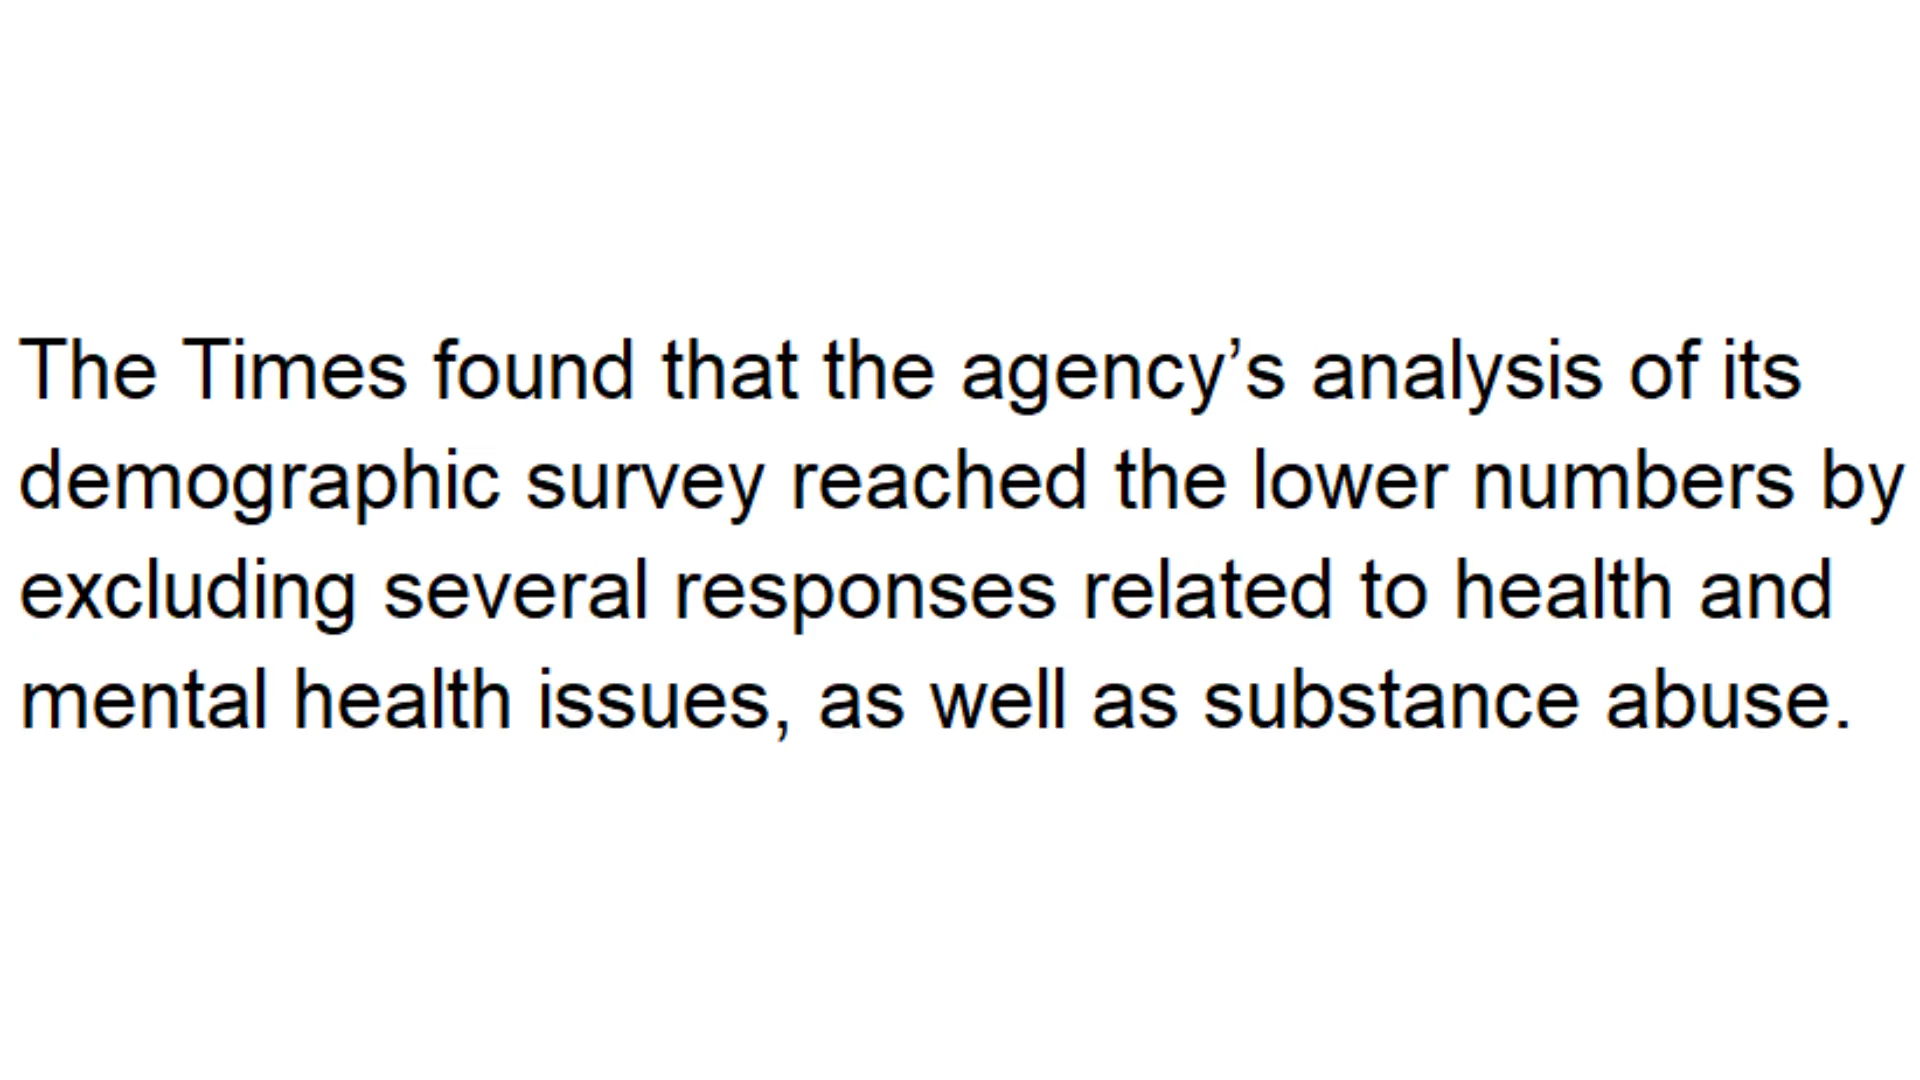 The Times found that the agency’s analysis of its
demographic survey reached the lower numbers by
excluding several responses related to health and
mental health issues, as well as substance abuse.